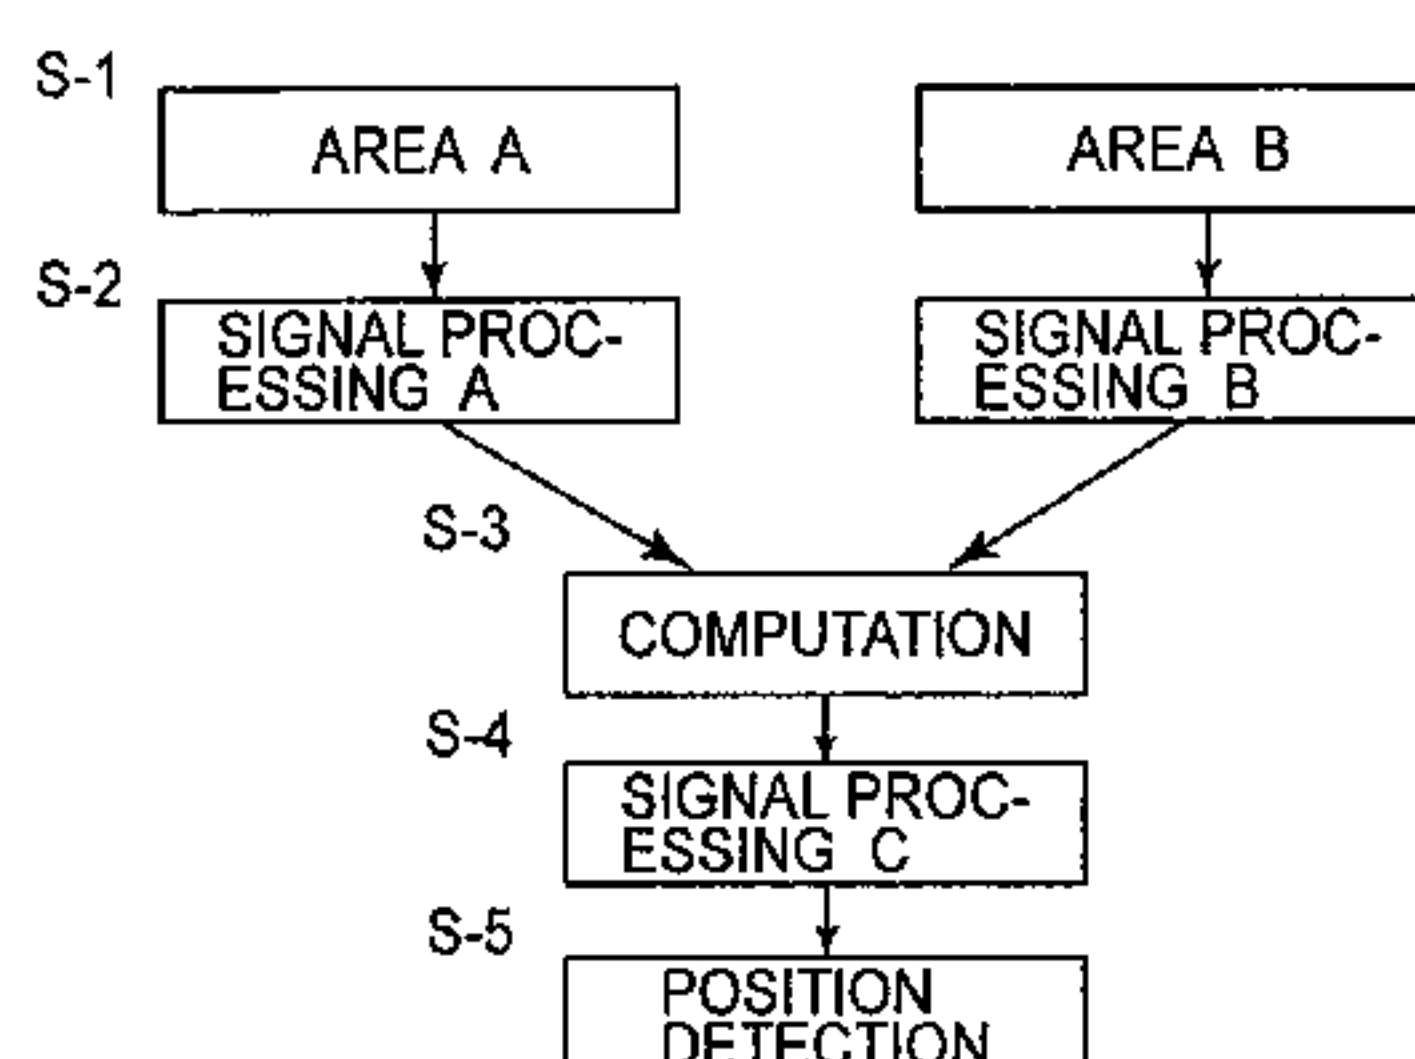 S-1
AREA A
AREA B
S-2
SIGNAL PROC-
ESSING A
SIGNAL PROC-
ESSING B
S-3
COMPUTATION
S-4
SIGNAL PROC-
ESSING C
S-5
POSITION
DETECTION